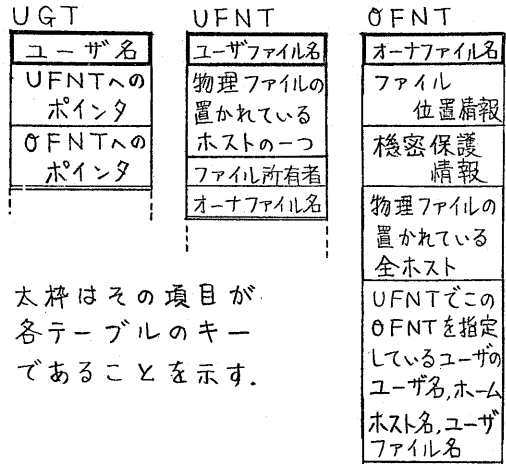 UGT
ユーザ名
UFNTへの
ポインタ
OFNTへの
ポインタ
UFNT
ユーザファイル名
物理ファイルの
置かれている
ホストの一つ
ファイル所有者
オーナファイル名
OFNT
オーナファイル名
ファイル
位置情報
機密保護
情報
物理ファイルの
置かれている
全ホスト
UFNTでこの
OFNTを指定
しているユーザの
ユーザ名,ホーム
ホスト名,ユーザ
ファイル名
太枠はその項目が
各テーブルのキー
であることを示す.